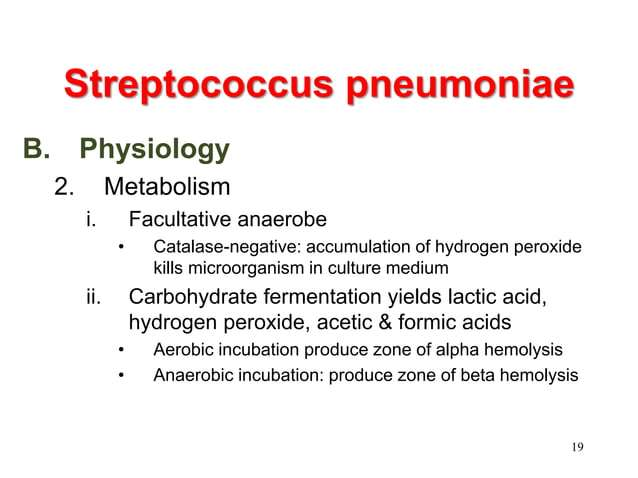 Streptococcus pneumoniae
B. Physiology
2. Metabolism
i. Facultative anaerobe
• Catalase-negative: accumulation of hydrogen peroxide
kills microorganism in culture medium
ii. Carbohydrate fermentation yields lactic acid,
hydrogen peroxide, acetic & formic acids
• Aerobic incubation produce zone of alpha hemolysis
• Anaerobic incubation: produce zone of beta hemolysis
19